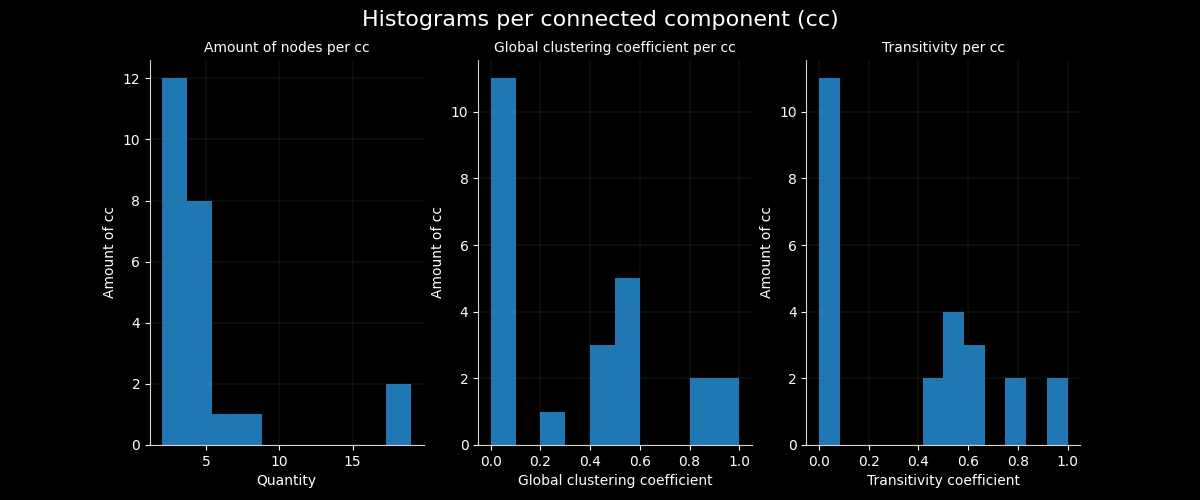 Histograms per connected component (cc)
Amount of nodes per cc
12
10
8
6
4
2
0
Amount of cc
5 10 15
Quantity
Global clustering coefficient per cc
10
8
6
4
2
0
Amount of cc
0.0 0.2 0.4 0.6 0.8 1.0
Global clustering coefficient
Transitivity per cc
10
8
6
4
2
0
Amount of cc
0.0 0.2 0.4 0.6 0.8 1.0
Transitivity coefficient